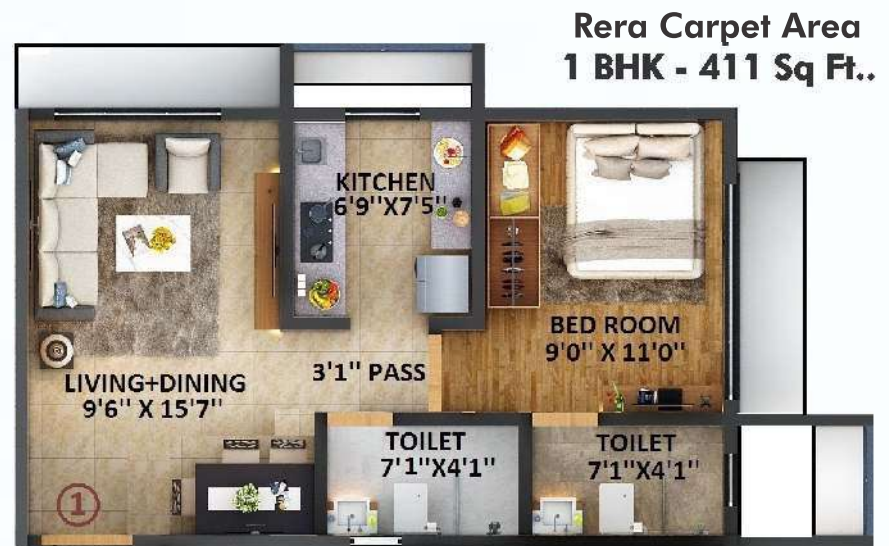 Rera Carpet Area
1 BHK - 411 Sq Ft..
KITCHEN
6'9''X7'5''
BED ROOM
9'0'' X 11'0''
3'1'' PASS
LIVING+DINING
9'6'' X 15'7''
TOILET
7'1''X4'1''
TOILET
7'1''X4'1''
1